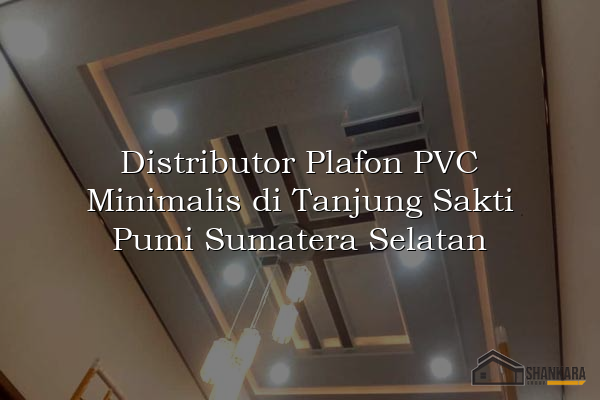 Distributor Plafon PVC
Minimalis di Tanjung Sakti
Pumi Sumatera Selatan
SHANKARA